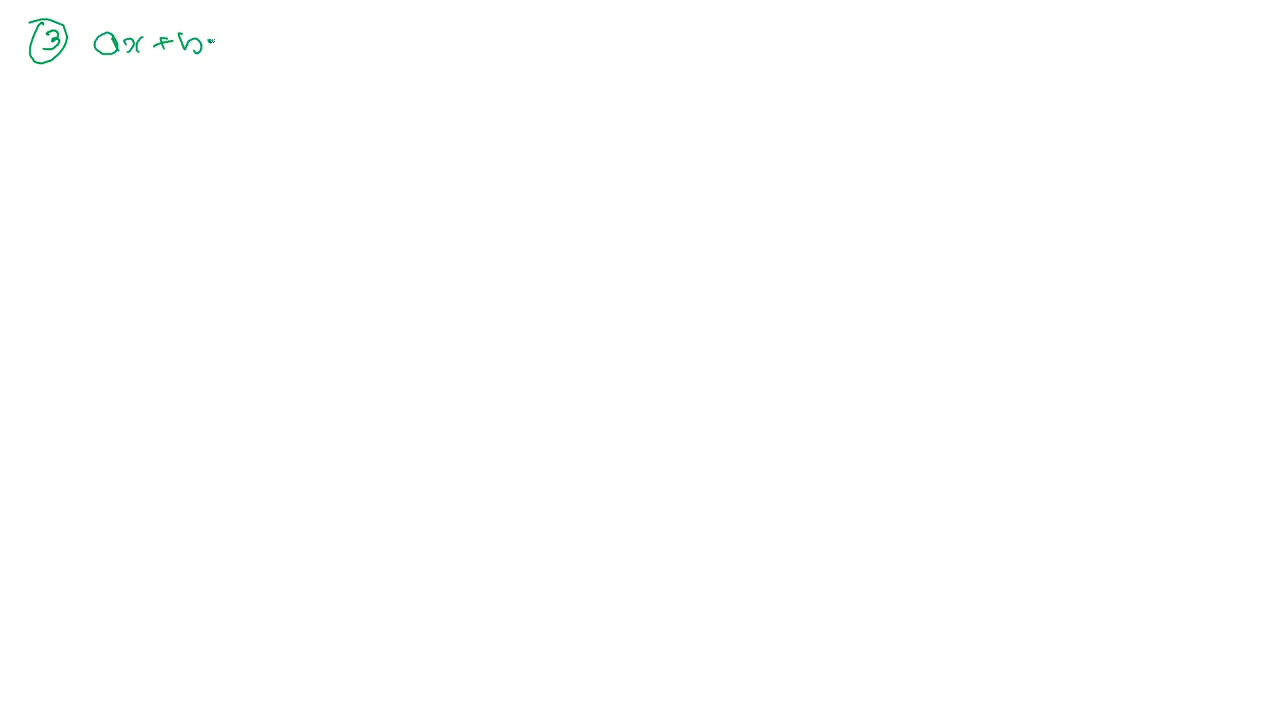 ③ ax + b